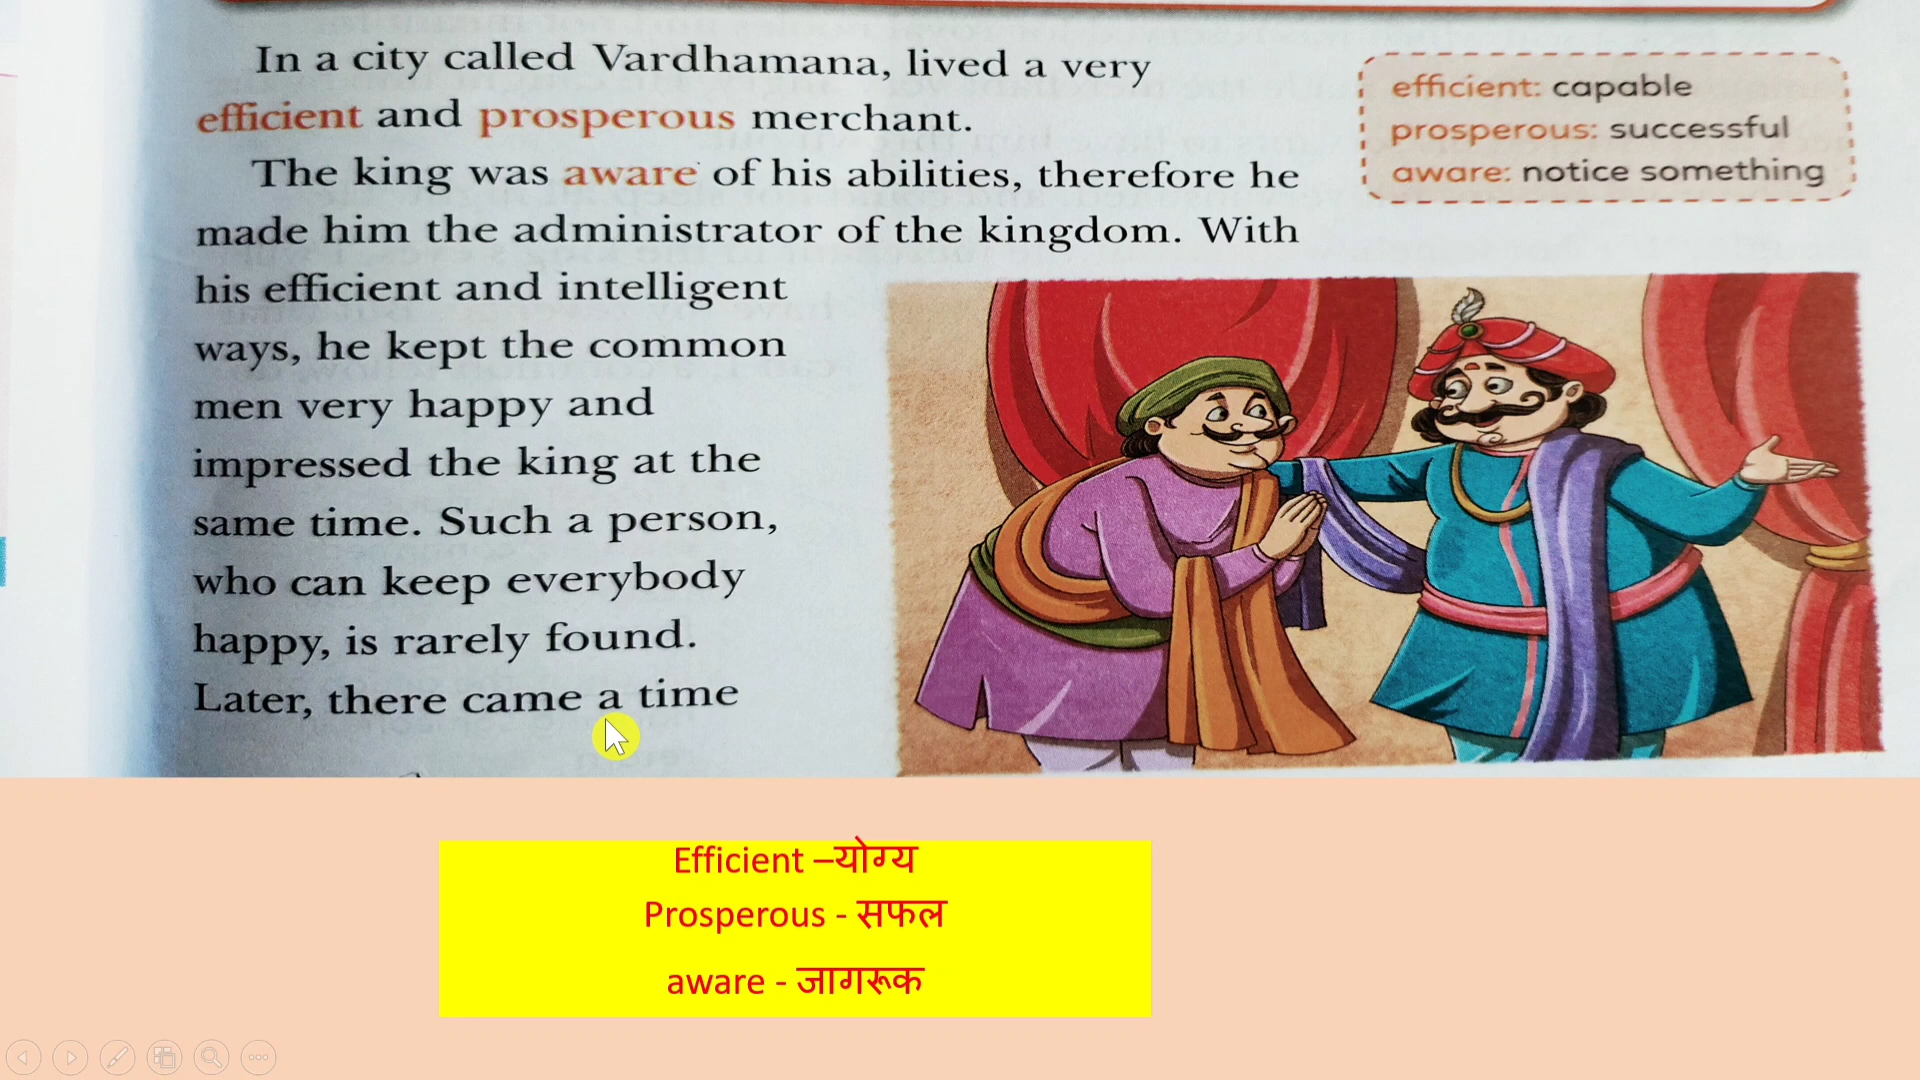 In a city called Vardhamana, lived a very
efficient and prosperous merchant.
The king was aware of his abilities, therefore he
made him the administrator of the kingdom. With
his efficient and intelligent
ways, he kept the common
men very happy and
impressed the king at the
same time. Such a person,
who can keep everybody
happy, is rarely found.
Later, there came a time
efficient: capable
prosperous: successful
aware: notice something
Efficient –योग्य
Prosperous - सफल
aware - जागरूक